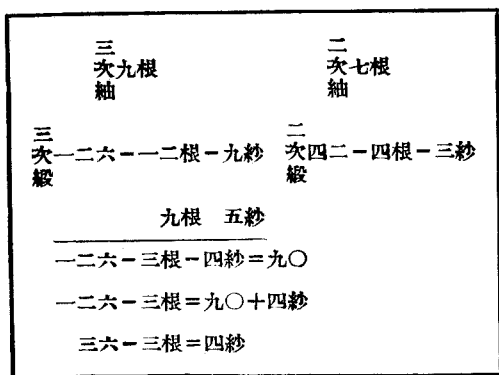 三次紬九根　二次紬七根
三次緞一二六－一二根－九紗　二次緞四二－四根－三紗
九根　五紗
一二六－三根－四紗＝九〇
一二六－三根＝九〇＋四紗
三六－三根＝四紗